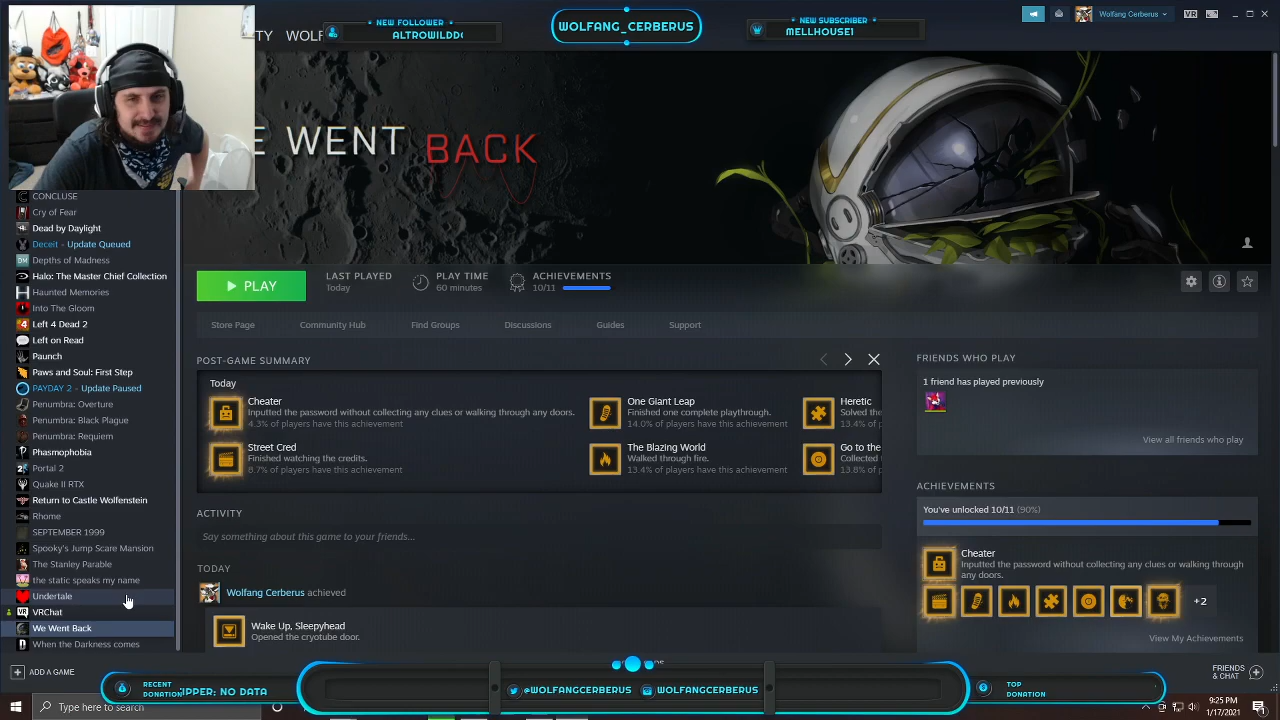 NEW FOLLOWER
ALTROWILDD
WOLFANG_CERBERUS
NEW SUBSCRIBER
MELLHOUSE1
Wolfang Cerberus
VR
TY WOLF
E WENT BACK
CONCLUSE
Cry of Fear
Dead by Daylight
Deceit - Update Queued
Depths of Madness
Halo: The Master Chief Collection
Haunted Memories
Into The Gloom
Left 4 Dead 2
Left on Read
Paunch
Paws and Soul: First Step
PAYDAY 2 - Update Paused
Penumbra: Overture
Penumbra: Black Plague
Penumbra: Requiem
Phasmophobia
Portal 2
Quake II RTX
Return to Castle Wolfenstein
Rhome
SEPTEMBER 1999
Spooky's Jump Scare Mansion
The Stanley Parable
the static speaks my name
Undertale
VRChat
We Went Back
When the Darkness comes
ADD A GAME
PLAY
LAST PLAYED
Today
PLAY TIME
60 minutes
ACHIEVEMENTS
10/11
Store Page
Community Hub
Find Groups
Discussions
Guides
Support
POST-GAME SUMMARY
Today
Cheater
Inputted the password without collecting any clues or walking through any doors.
4.3% of players have this achievement
One Giant Leap
Finished one complete playthrough.
14.0% of players have this achievement
Heretic
Solved the
13.4% of p
Street Cred
Finished watching the credits.
8.7% of players have this achievement
The Blazing World
Walked through fire.
13.4% of players have this achievement
Go to the
Collected
13.8% of p
ACTIVITY
Say something about this game to your friends...
TODAY
Wolfang Cerberus achieved
Wake Up, Sleepyhead
Opened the cryotube door.
FRIENDS WHO PLAY
1 friend has played previously
View all friends who play
ACHIEVEMENTS
You've unlocked 10/11 (90%)
Cheater
Inputted the password without collecting any clues or walking through
any doors.
+2
View My Achievements
FRIENDS
& CHAT
RECENT
DONATION
IPPER: NO DATA
@WOLFANGCERBERUS
WOLFANGCERBERUS
TOP
DONATION
Type here to search
9:25 PM
1/17/2021